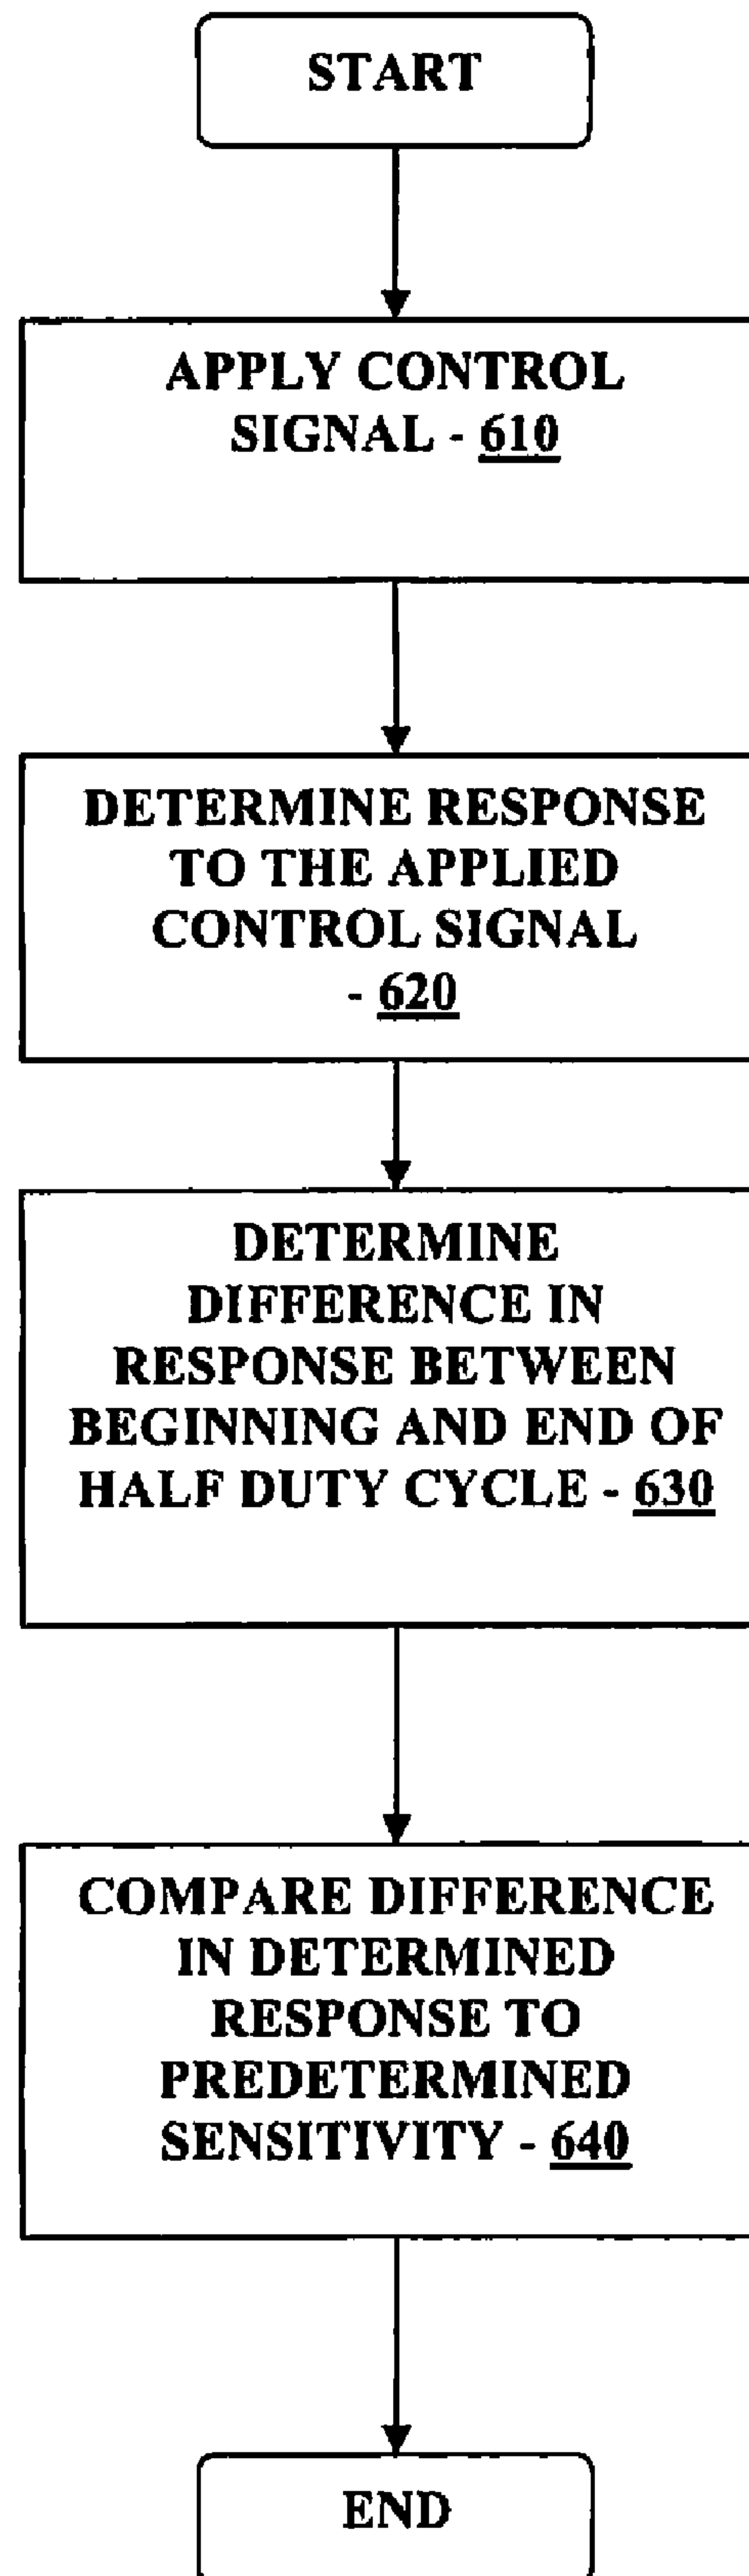 START
APPLY CONTROL
SIGNAL - 610
DETERMINE RESPONSE
TO THE APPLIED
CONTROL SIGNAL
- 620
DETERMINE
DIFFERENCE IN
RESPONSE BETWEEN
BEGINNING AND END OF
HALF DUTY CYCLE - 630
COMPARE DIFFERENCE
IN DETERMINED
RESPONSE TO
PREDETERMINED
SENSITIVITY - 640
END